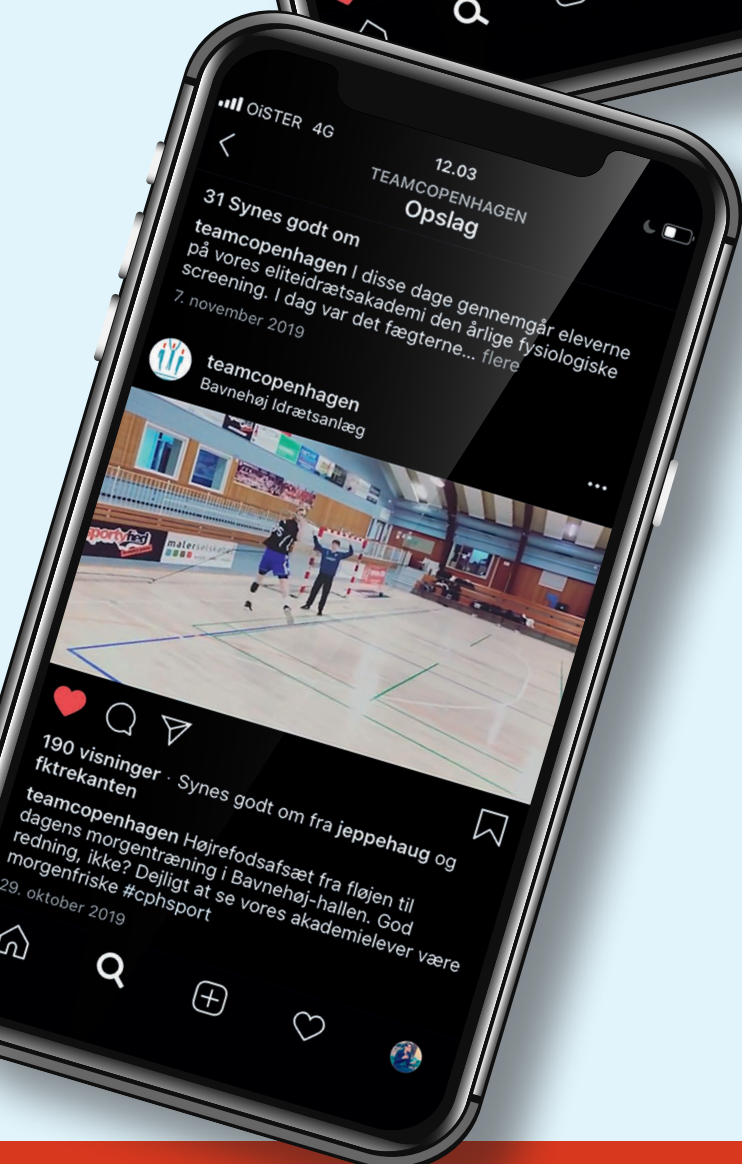 OiSTER 4G
12.03
TEAMCOPENHAGEN
Opslag
31 Synes godt om
teamcopenhagen I disse dage gennemgår eleverne
på vores eliteidrætsakademi den årlige fysiologiske
screening. I dag var det fægterne... flere
7. november 2019
teamcopenhagen
Bavnehøj Idrætsanlæg
sportyfied
190 visninger · Synes godt om fra jeppehaug og
fktrekanten
teamcopenhagen Højrefodsafsæt fra fløjen til
dagens morgentræning i Bavnehøj-hallen. God
redning, ikke? Dejligt at se vores akademielever være
morgenfriske #cphsport
29. oktober 2019